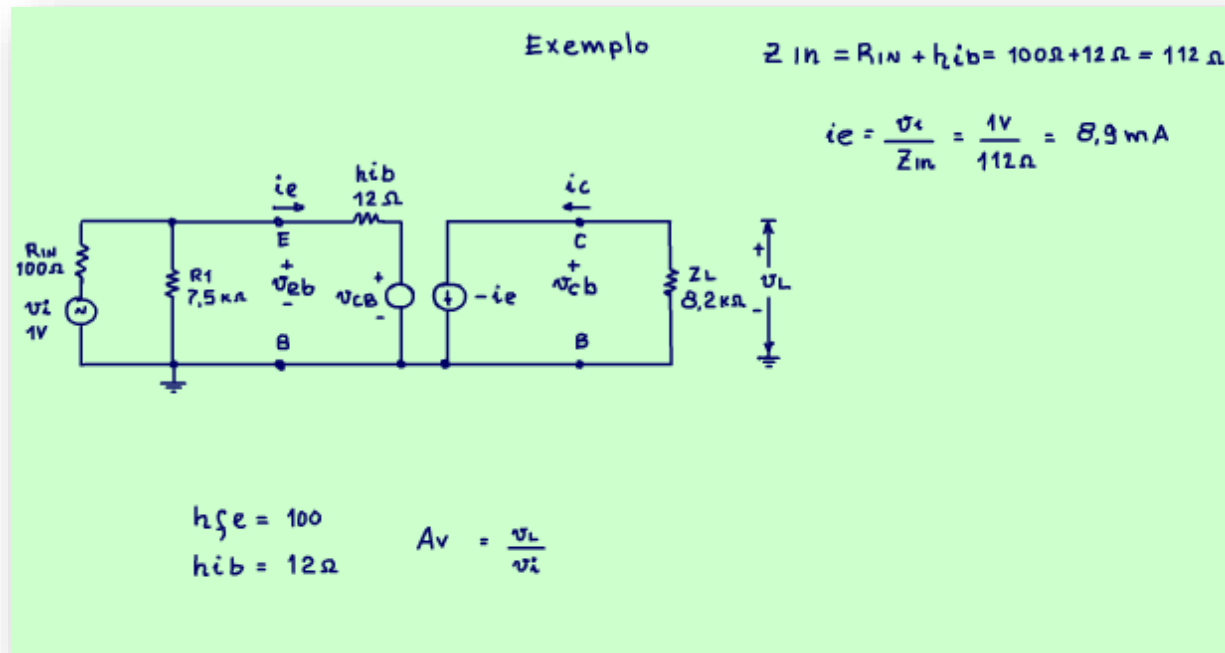 Exemplo
Z in = RIN + hib = 100Ω+12Ω = 112 Ω
ie = vi / Zin = 1V / 112Ω = 8,9 mA
ie
hib
12 Ω
ic
RIN
100Ω
vi
1V
R1
7,5 KΩ
E
+
veb
-
B
vCB
+
-
-ie
C
+
vcb
B
ZL
8,2 KΩ
+
vL
-
hfe = 100
hib = 12Ω
Av = vL / vi